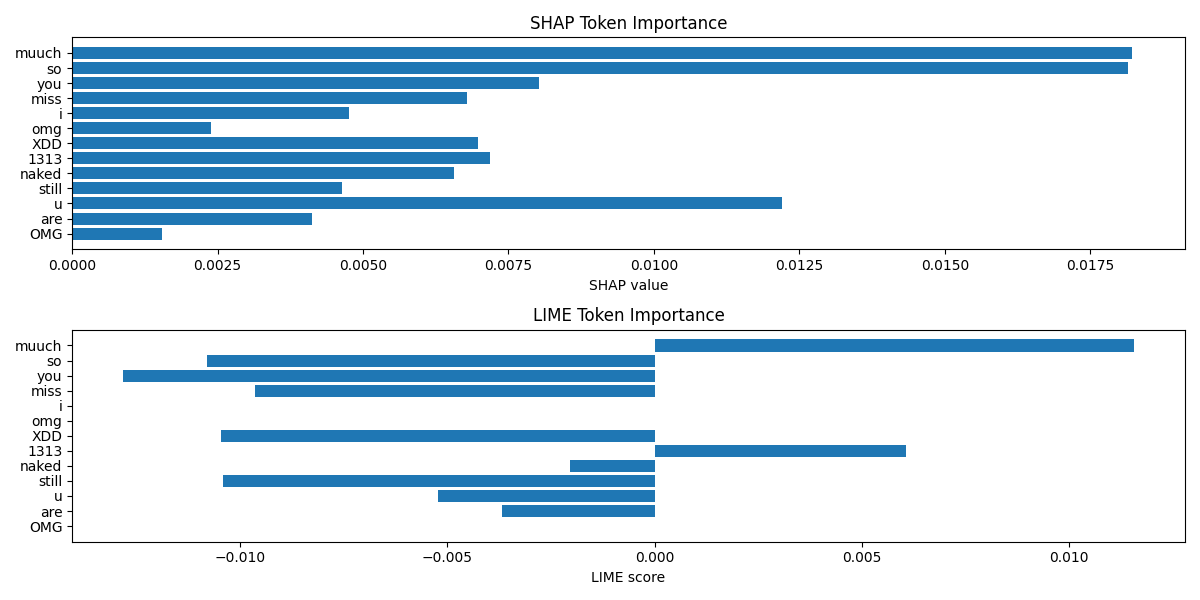 SHAP Token Importance
muuch
so
you
miss
i
omg
XDD
1313
naked
still
u
are
OMG
0.0000 0.0025 0.0050 0.0075 0.0100 0.0125 0.0150 0.0175
SHAP value
LIME Token Importance
muuch
so
you
miss
i
omg
XDD
1313
naked
still
u
are
OMG
−0.010 −0.005 0.000 0.005 0.010
LIME score